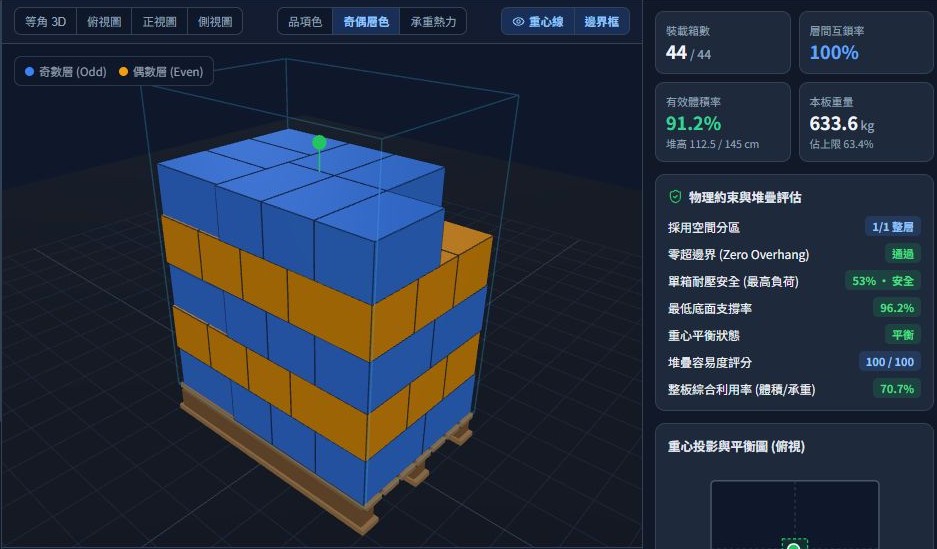 等角 3D 俯視圖 正視圖 側視圖 品項色 奇偶層色 承重熱力 重心線 邊界框
奇數層 (Odd) 偶數層 (Even)
裝載箱數
44 / 44
層間互鎖率
100%
有效體積率
91.2%
堆高 112.5 / 145 cm
本板重量
633.6 kg
佔上限 63.4%
物理約束與堆疊評估
採用空間分區 1/1 整層
零超邊界 (Zero Overhang) 通過
單箱耐壓安全 (最高負荷) 53% · 安全
最低底面支撐率 96.2%
重心平衡狀態 平衡
堆疊容易度評分 100 / 100
整板綜合利用率 (體積/承重) 70.7%
重心投影與平衡圖 (俯視)